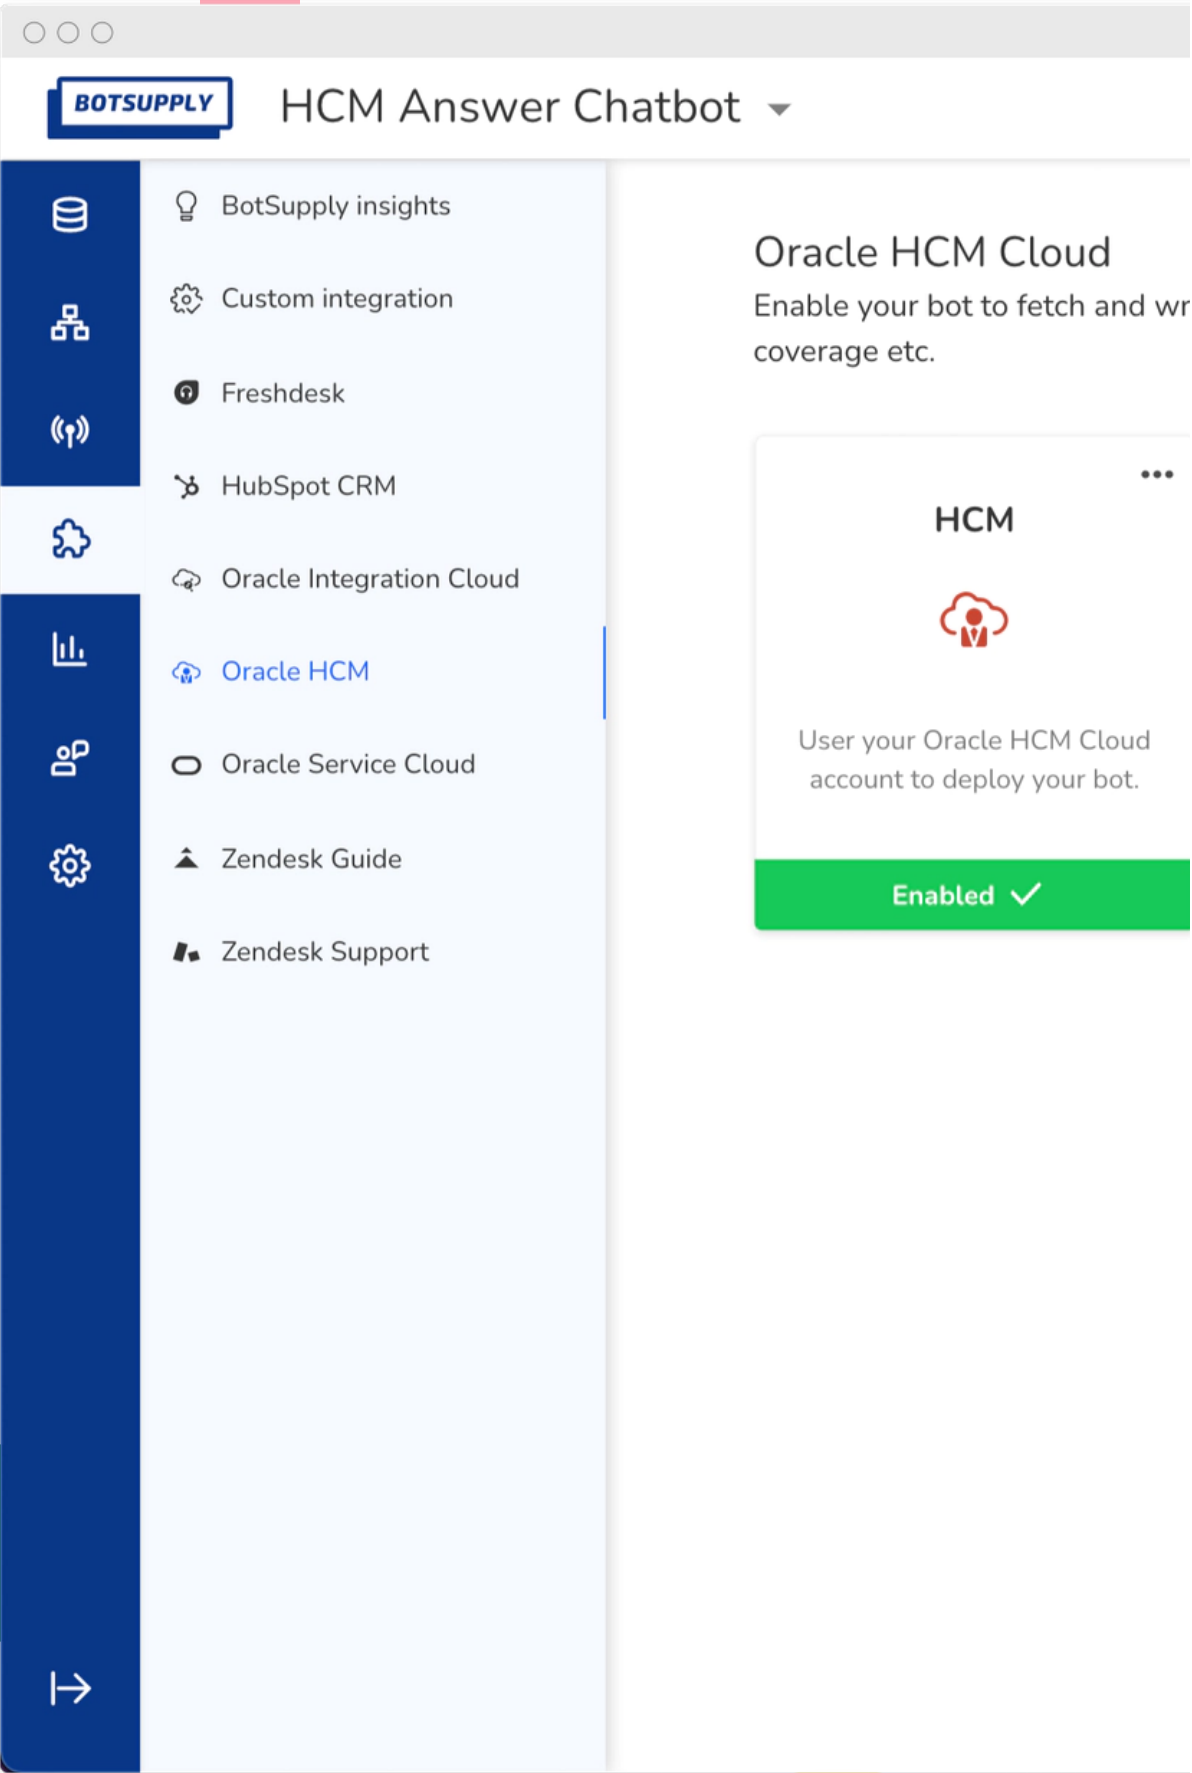 BOTSUPPLY
HCM Answer Chatbot
BotSupply insights
Custom integration
Freshdesk
HubSpot CRM
Oracle Integration Cloud
Oracle HCM
Oracle Service Cloud
Zendesk Guide
Zendesk Support
Oracle HCM Cloud
Enable your bot to fetch and wr
coverage etc.
HCM
User your Oracle HCM Cloud
account to deploy your bot.
Enabled